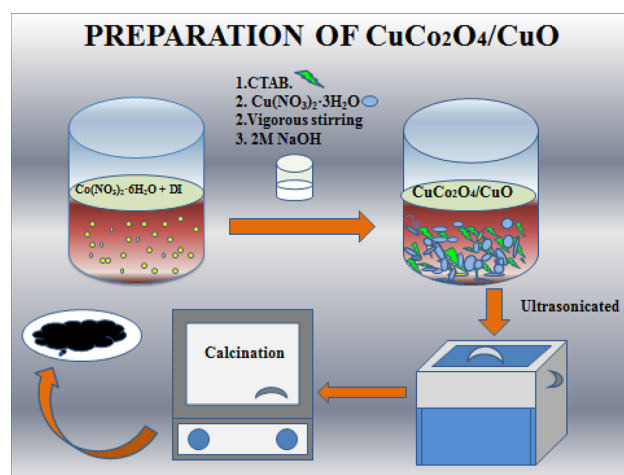 PREPARATION OF CuCo₂O₄/CuO
1.CTAB.
2. Cu(NO₃)₂·3H₂O
2.Vigorous stirring
3. 2M NaOH
Co(NO₃)₂·6H₂O + DI
CuCo₂O₄/CuO
Ultrasonicated
Calcination